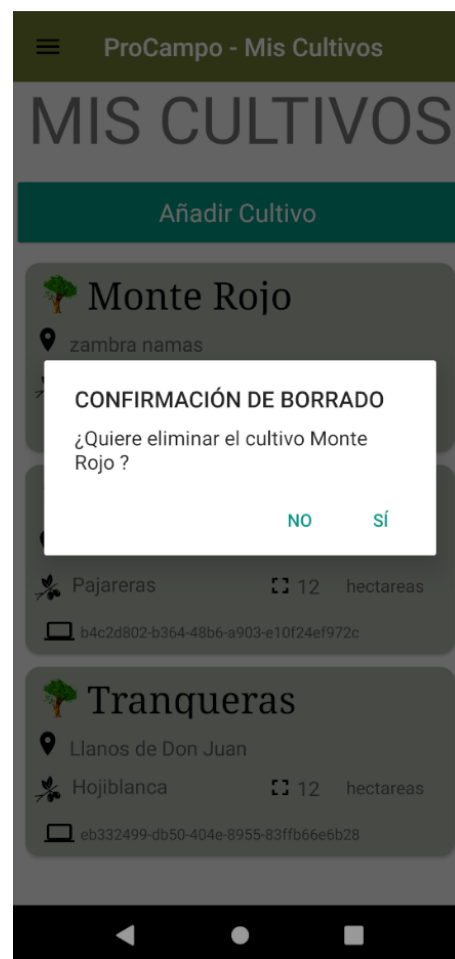 ProCampo - Mis Cultivos
MIS CULTIVOS
Añadir Cultivo
Monte Rojo
zambra namas
CONFIRMACIÓN DE BORRADO
¿Quiere eliminar el cultivo Monte
Rojo ?
NO SÍ
Pajareras 12 hectareas
b4c2d802-b364-48b6-a903-e10f24ef972c
Tranqueras
Llanos de Don Juan
Hojiblanca 12 hectareas
eb332499-db50-404e-8955-83ffb66e6b28